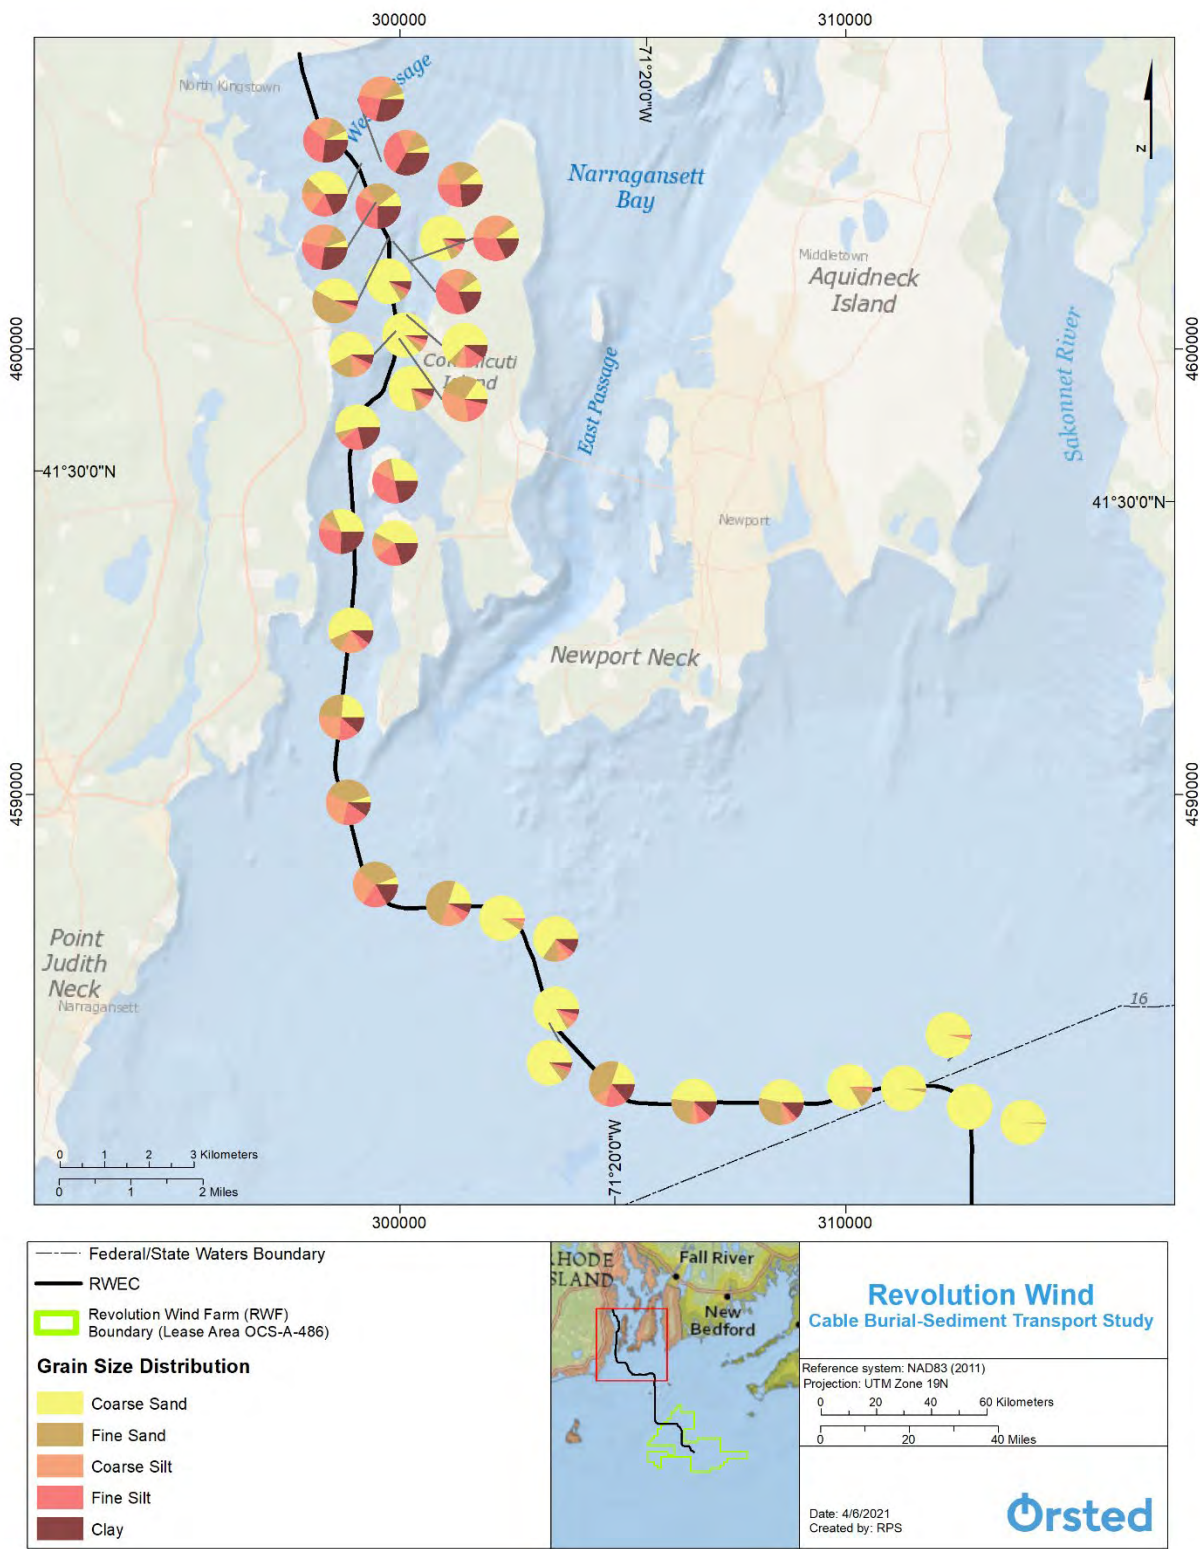 300000
310000
North Kingstown
We
sage
71°20'0"W
N
Narragansett
Bay
Middletown
Aquidneck
Island
Sakonnet River
4600000
4600000
East Passage
41°30'0"N
41°30'0"N
Newport
Newport Neck
4590000
4590000
Point
Judith
Neck
Narragansett
16
71°20'0"W
0 1 2 3 Kilometers
0 1 2 Miles
300000
310000
Federal/State Waters Boundary
RWEC
Revolution Wind Farm (RWF)
Boundary (Lease Area OCS-A-486)
Grain Size Distribution
Coarse Sand
Fine Sand
Coarse Silt
Fine Silt
Clay
RHODE
ISLAND
Fall River
New
Bedford
Revolution Wind
Cable Burial-Sediment Transport Study
Reference system: NAD83 (2011)
Projection: UTM Zone 19N
0 20 40 60 Kilometers
0 20 40 Miles
Date: 4/6/2021
Created by: RPS
Ørsted